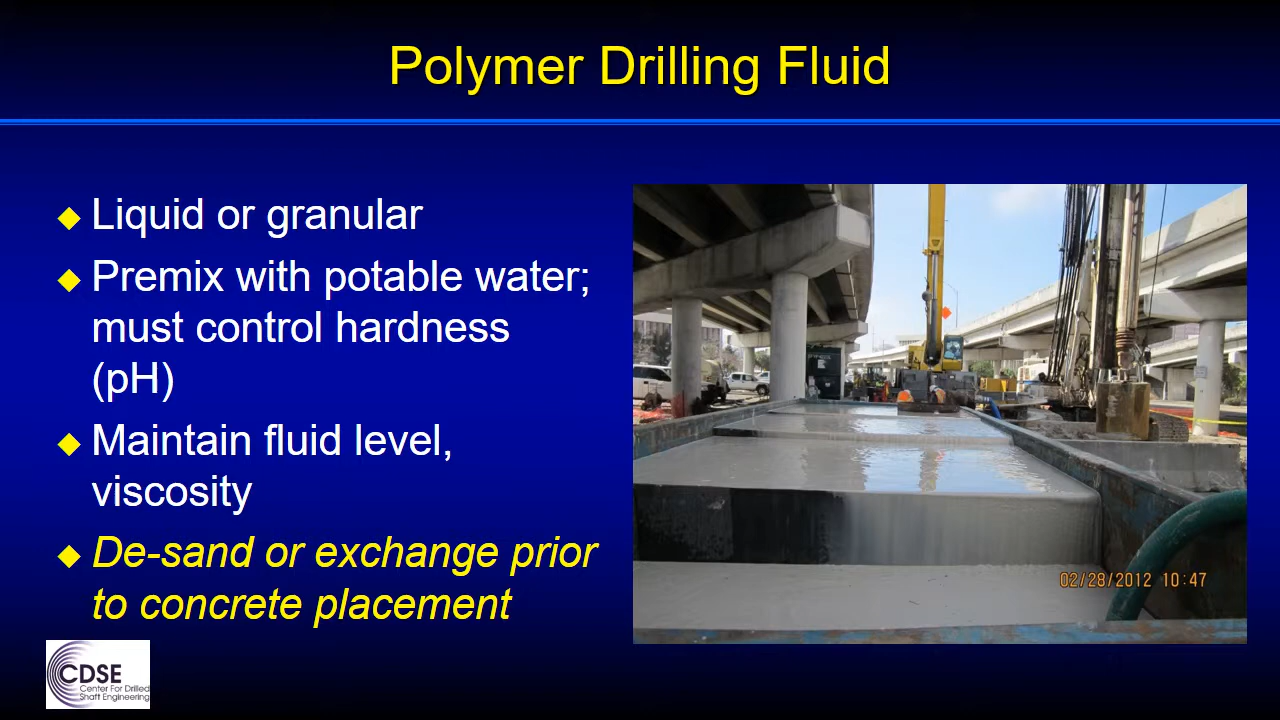 Polymer Drilling Fluid
Liquid or granular
Premix with potable water;
must control hardness
(pH)
Maintain fluid level,
viscosity
De-sand or exchange prior
to concrete placement
02/28/2012 10:47
CDSE
Center For Drilled
Shaft Engineering